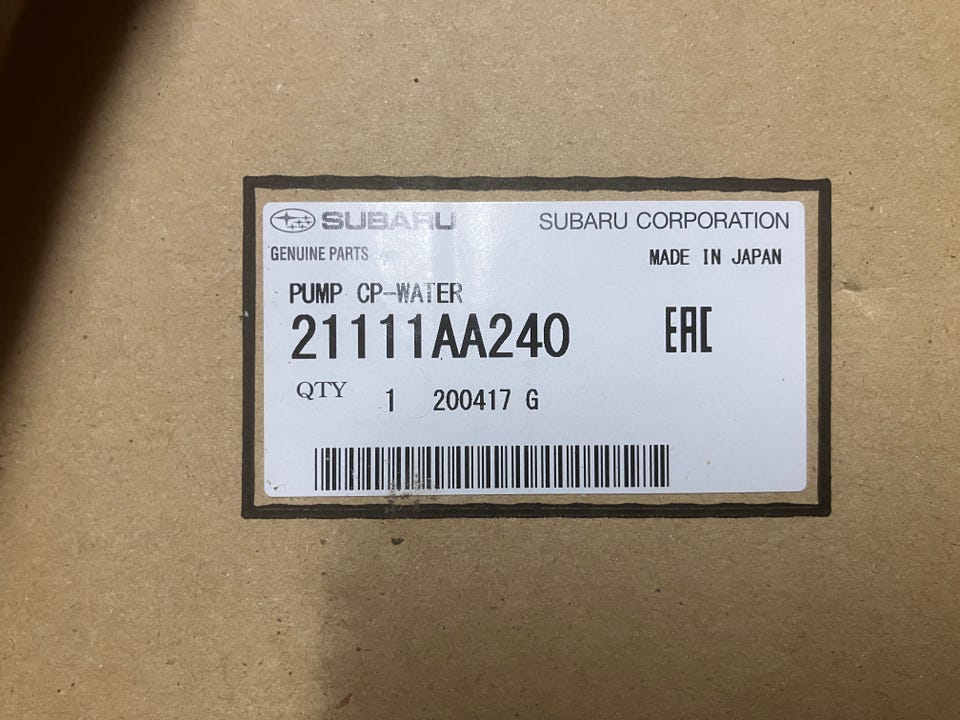 SUBARU SUBARU CORPORATION
GENUINE PARTS MADE IN JAPAN
PUMP CP-WATER
21111AA240 EAC
QTY 1 200417 G